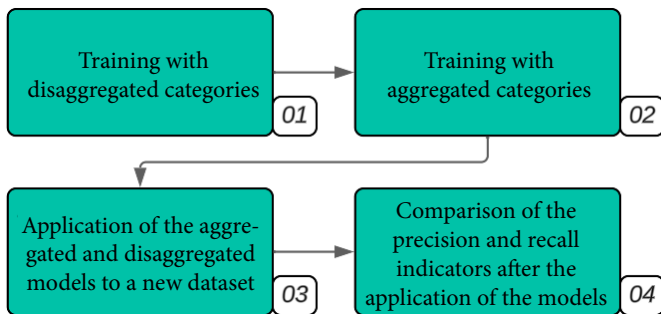 Training with
disaggregated categories
01
Training with
aggregated categories
02
Application of the aggre-
gated and disaggregated
models to a new dataset
03
Comparison of the
precision and recall
indicators after the
application of the models
04